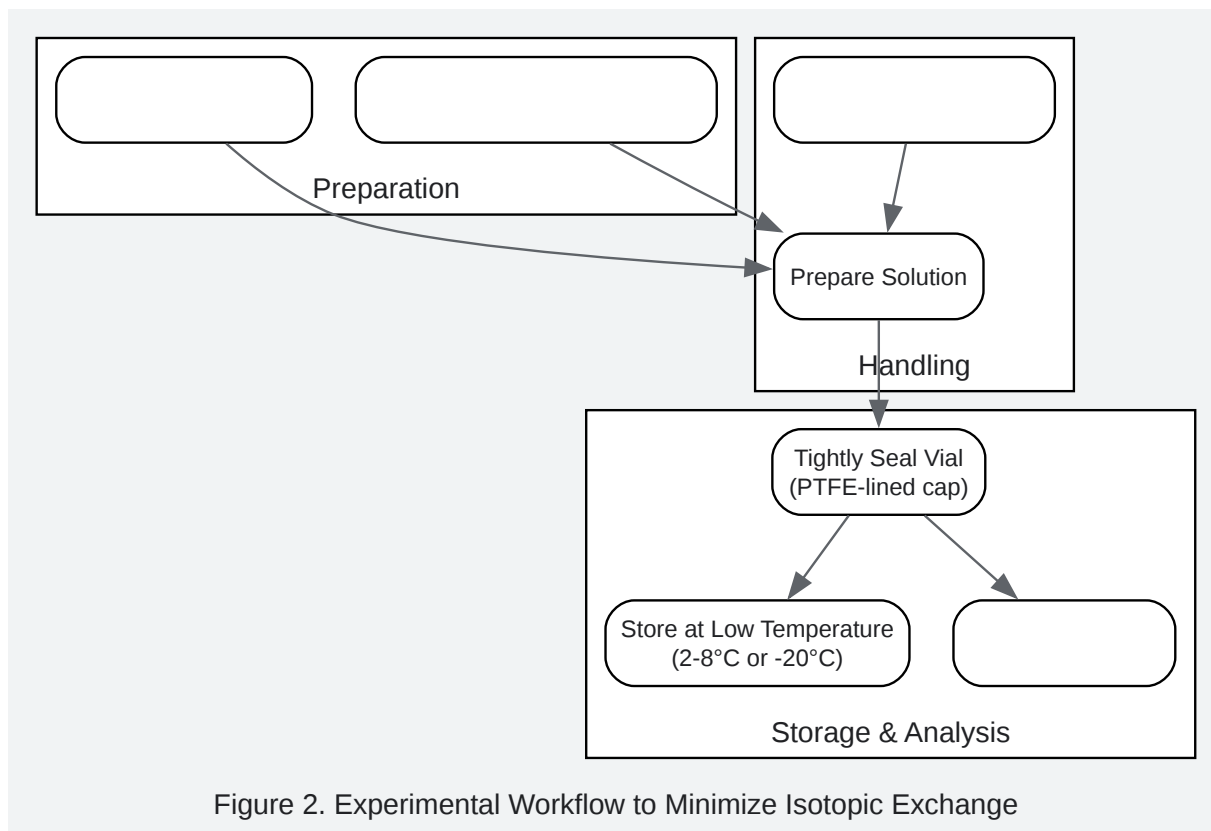 Preparation
Prepare Solution
Handling
Tightly Seal Vial
(PTFE-lined cap)
Store at Low Temperature
(2-8°C or -20°C)
Storage & Analysis
Figure 2. Experimental Workflow to Minimize Isotopic Exchange